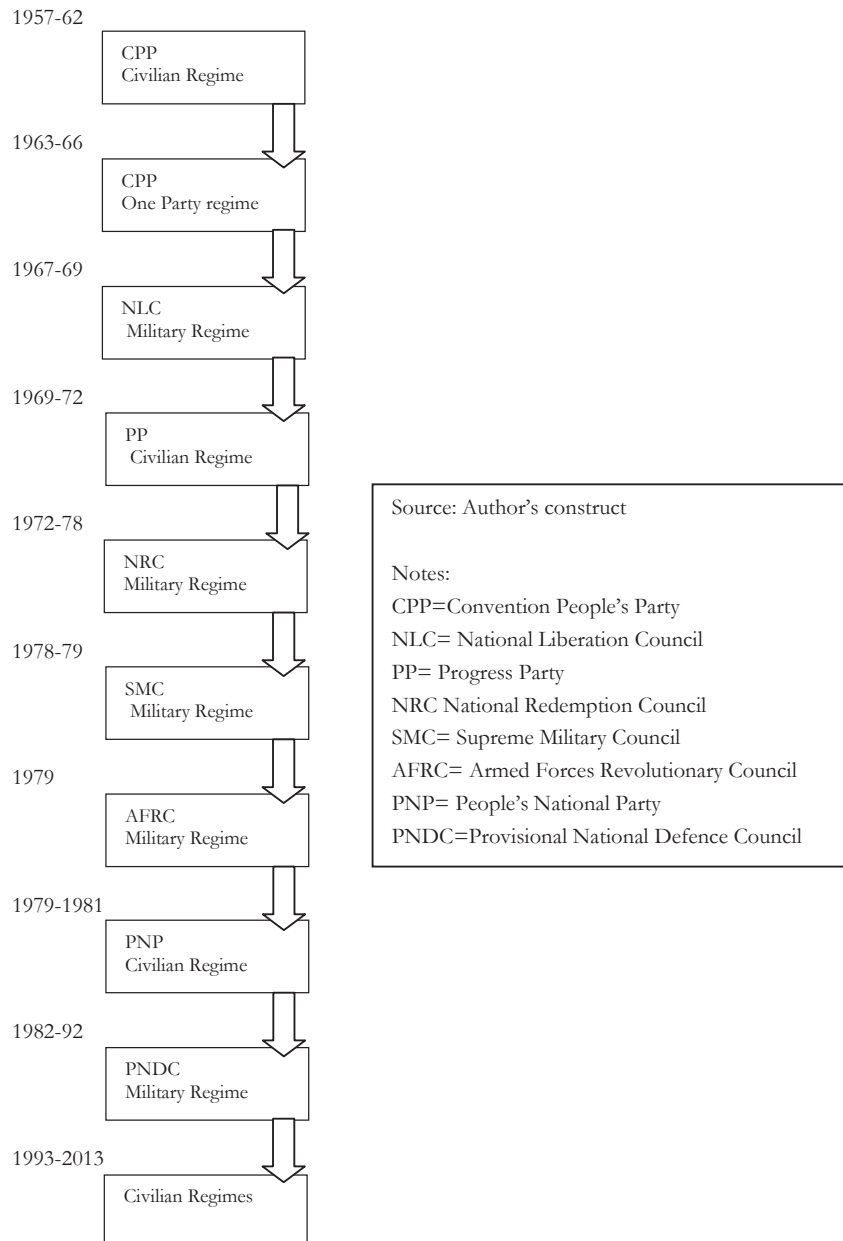 1957-62
CPP
Civilian Regime
1963-66
CPP
One Party regime
1967-69
NLC
Military Regime
1969-72
PP
Civilian Regime
1972-78
NRC
Military Regime
1978-79
SMC
Military Regime
1979
AFRC
Military Regime
1979-1981
PNP
Civilian Regime
1982-92
PNDC
Military Regime
1993-2013
Civilian Regimes
Source: Author's construct
Notes:
CPP=Convention People's Party
NLC= National Liberation Council
PP= Progress Party
NRC National Redemption Council
SMC= Supreme Military Council
AFRC= Armed Forces Revolutionary Council
PNP= People's National Party
PNDC=Provisional National Defence Council